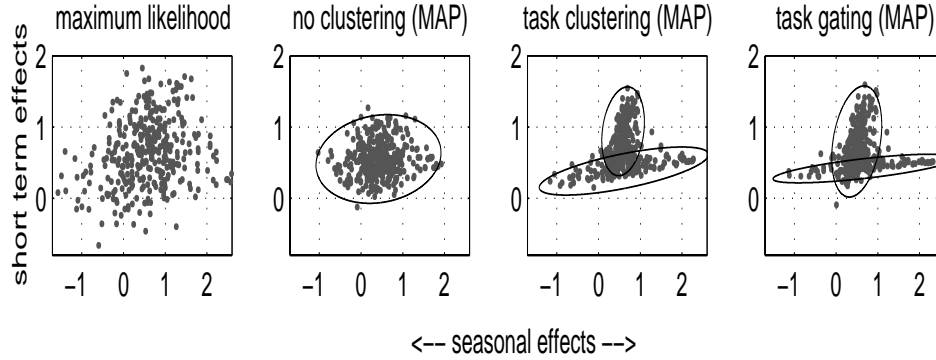 maximum likelihood
no clustering (MAP)
task clustering (MAP)
task gating (MAP)
short term effects
2
1
0
2
1
0
2
1
0
2
1
0
−1 0 1 2
−1 0 1 2
−1 0 1 2
−1 0 1 2
<−− seasonal effects −−>